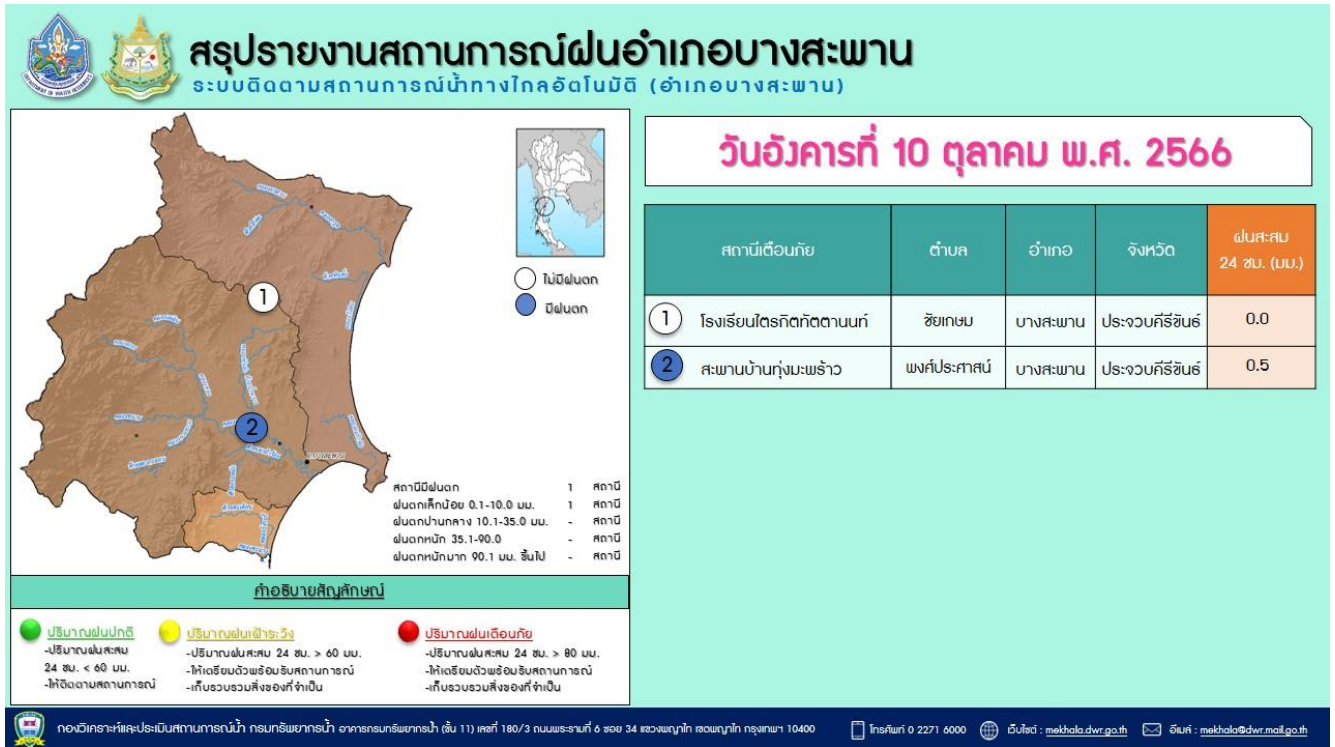 สรุปรายงานสถานการณ์ฝนอำเภอบางสะพาน
ระบบติดตามสถานการณ์น้ำทางไกลอัตโนมัติ (อำเภอบางสะพาน)
วันอังคารที่ 10 ตุลาคม พ.ศ. 2566
ไม่มีฝนตก
มีฝนตก
1
2
สถานีมีฝนตก 1 สถานี
ฝนตกเล็กน้อย 0.1-10.0 มม. 1 สถานี
ฝนตกปานกลาง 10.1-35.0 มม. - สถานี
ฝนตกหนัก 35.1-90.0 - สถานี
ฝนตกหนักมาก 90.1 มม. ขึ้นไป - สถานี
สถานีเตือนภัย ตำบล อำเภอ จังหวัด ฝนสะสม
24 ชม. (มม.)
1 โรงเรียนไตรกิตทัตตานนท์ ชัยเกษม บางสะพาน ประจวบคีรีขันธ์ 0.0
2 สะพานบ้านทุ่งมะพร้าว พงศ์ประศาสน์ บางสะพาน ประจวบคีรีขันธ์ 0.5
คำอธิบายสัญลักษณ์
ปริมาณฝนปกติ
-ปริมาณฝนสะสม
24 ชม. < 60 มม.
-ให้ติดตามสถานการณ์
ปริมาณฝนเฝ้าระวัง
-ปริมาณฝนสะสม 24 ชม. > 60 มม.
-ให้เตรียมตัวพร้อมรับสถานการณ์
-เก็บรวบรวมสิ่งของที่จำเป็น
ปริมาณฝนเตือนภัย
-ปริมาณฝนสะสม 24 ชม. > 80 มม.
-ให้เตรียมตัวพร้อมรับสถานการณ์
-เก็บรวบรวมสิ่งของที่จำเป็น
กองวิเคราะห์และประเมินสถานการณ์น้ำ กรมทรัพยากรน้ำ อาคารกรมทรัพยากรน้ำ (ชั้น 11) เลขที่ 180/3 ถนนพระรามที่ 6 ซอย 34 แขวงพญาไท เขตพญาไท กรุงเทพฯ 10400 โทรศัพท์ 0 2271 6000 เว็บไซต์ : mekhala.dwr.go.th อีเมล์ : mekhala@dwr.mail.go.th